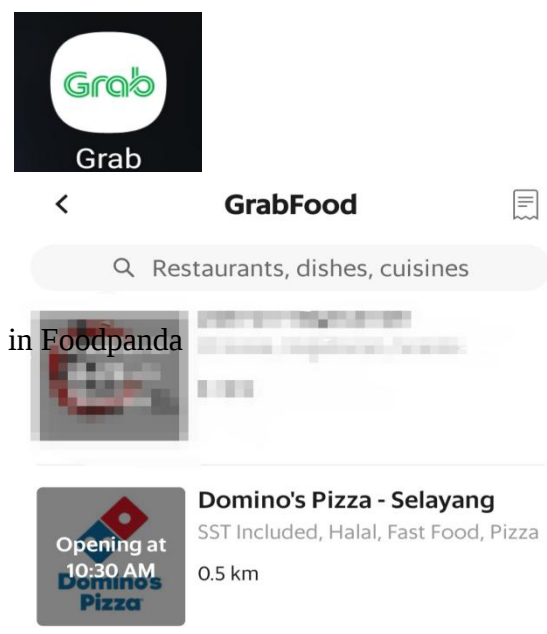 Grab
Grab
GrabFood
Restaurants, dishes, cuisines
in Foodpanda
Domino's Pizza - Selayang
SST Included, Halal, Fast Food, Pizza
Opening at
10:30 AM
Domino's
Pizza
0.5 km